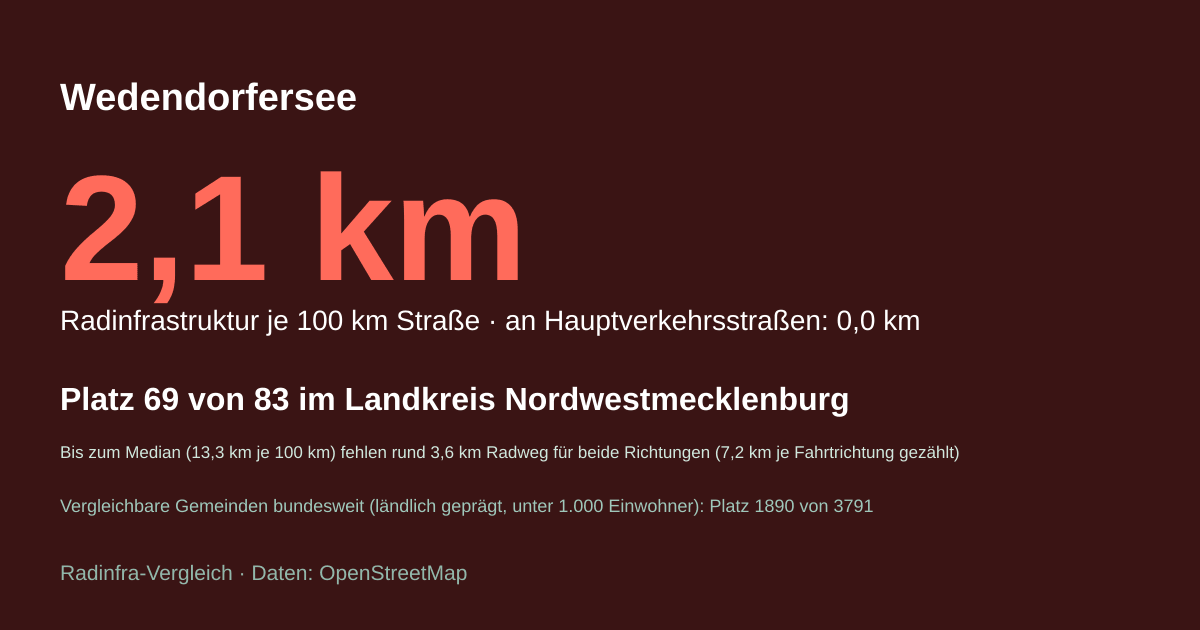 Wedendorfersee
2,1 km
Radinfrastruktur je 100 km Straße · an Hauptverkehrsstraßen: 0,0 km
Platz 69 von 83 im Landkreis Nordwestmecklenburg
Bis zum Median (13,3 km je 100 km) fehlen rund 3,6 km Radweg für beide Richtungen (7,2 km je Fahrtrichtung gezählt)
Vergleichbare Gemeinden bundesweit (ländlich geprägt, unter 1.000 Einwohner): Platz 1890 von 3791
Radinfra-Vergleich · Daten: OpenStreetMap